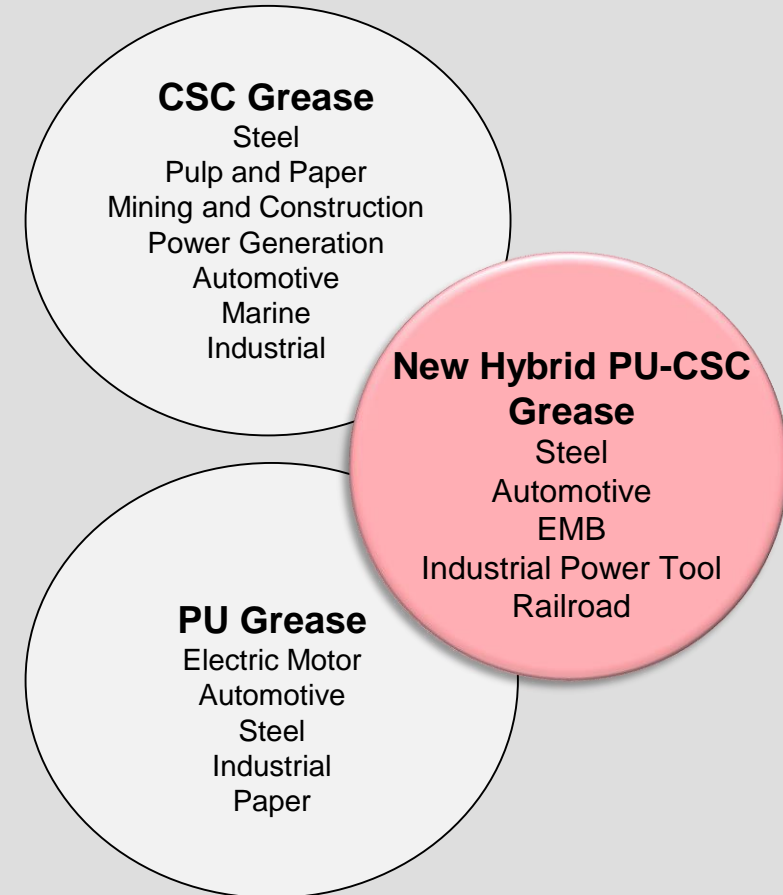 CSC Grease
Steel
Pulp and Paper
Mining and Construction
Power Generation
Automotive
Marine
Industrial
New Hybrid PU-CSC
Grease
Steel
Automotive
EMB
Industrial Power Tool
Railroad
PU Grease
Electric Motor
Automotive
Steel
Industrial
Paper